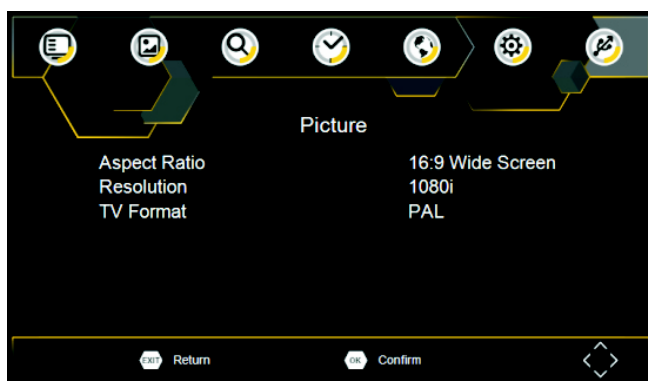 Picture
Aspect Ratio 16:9 Wide Screen
Resolution 1080i
TV Format PAL
EXIT Return OK Confirm